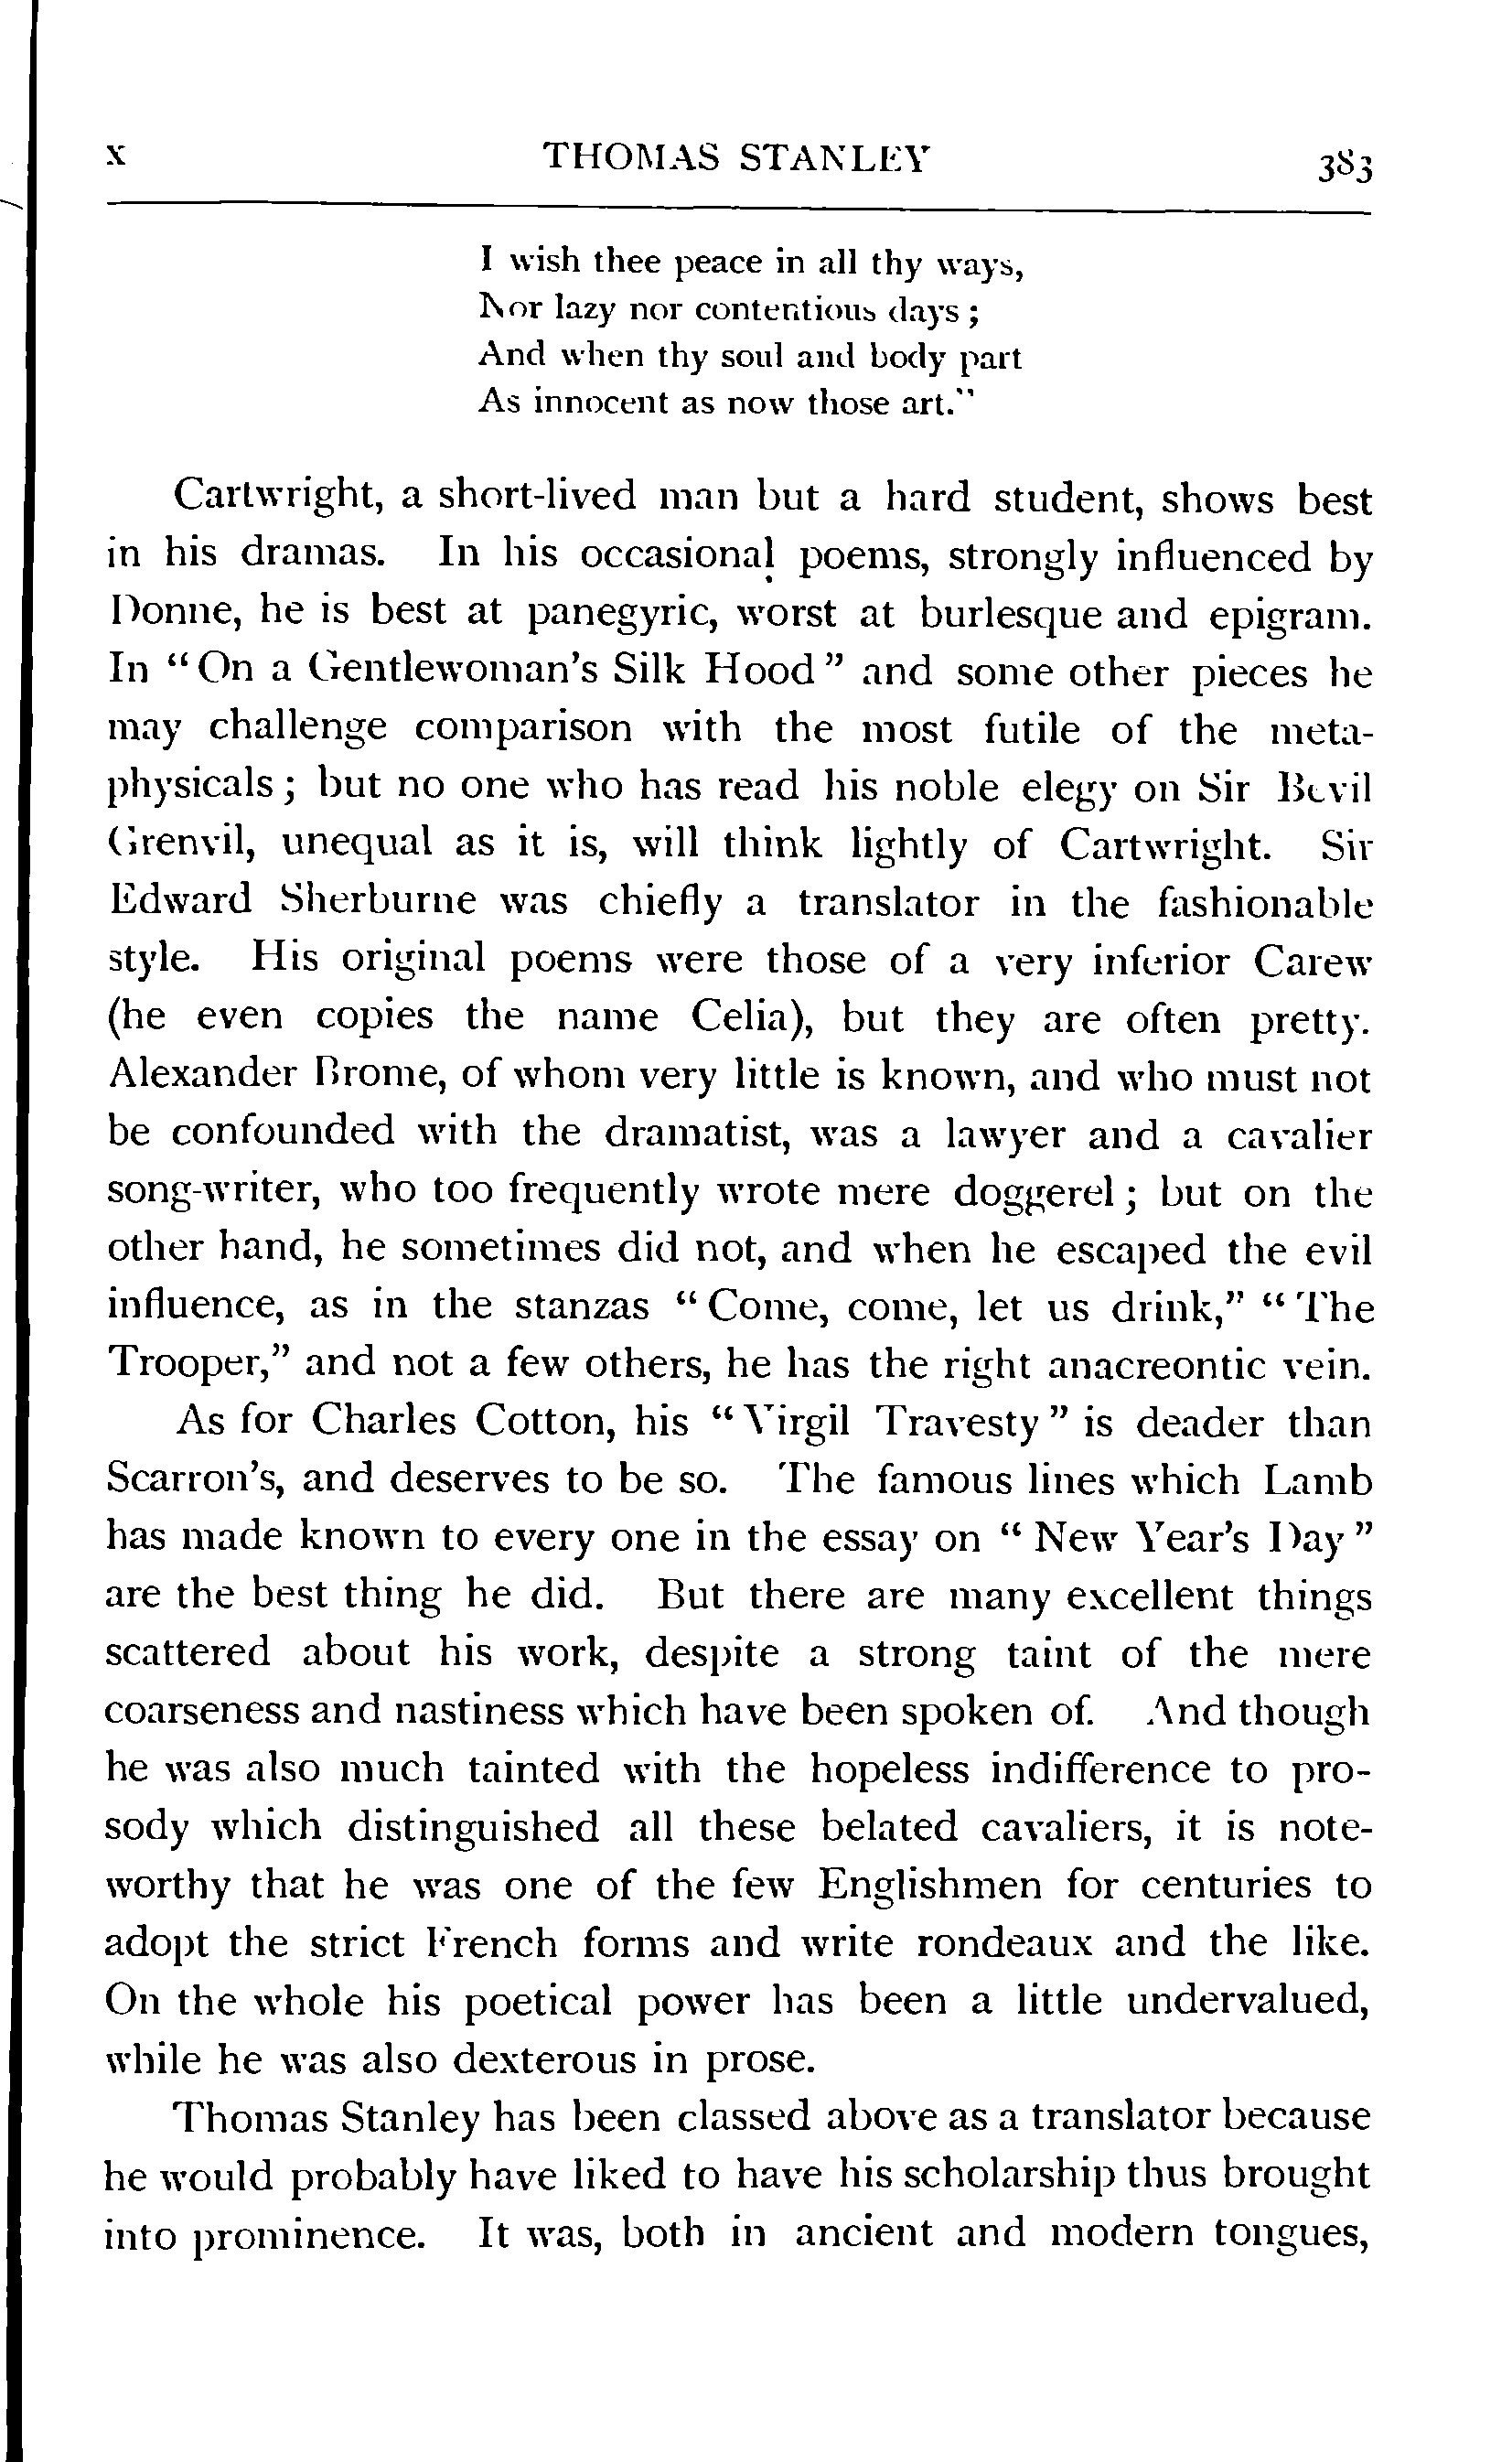 x THOMAS STANLEY 383
I wish thee peace in all thy ways,
Nor lazy nor contentious days ;
And when thy soul and body part
As innocent as now those art."
Cartwright, a short-lived man but a hard student, shows best
in his dramas. In his occasional poems, strongly influenced by
Donne, he is best at panegyric, worst at burlesque and epigram.
In “On a Gentlewoman’s Silk Hood” and some other pieces he
may challenge comparison with the most futile of the meta-
physicals ; but no one who has read his noble elegy on Sir Bevil
Grenvil, unequal as it is, will think lightly of Cartwright. Sir
Edward Sherburne was chiefly a translator in the fashionable
style. His original poems were those of a very inferior Carew
(he even copies the name Celia), but they are often pretty.
Alexander Brome, of whom very little is known, and who must not
be confounded with the dramatist, was a lawyer and a cavalier
song-writer, who too frequently wrote mere doggerel ; but on the
other hand, he sometimes did not, and when he escaped the evil
influence, as in the stanzas “Come, come, let us drink,” “The
Trooper,” and not a few others, he has the right anacreontic vein.
As for Charles Cotton, his “Virgil Travesty” is deader than
Scarron’s, and deserves to be so. The famous lines which Lamb
has made known to every one in the essay on “New Year’s Day”
are the best thing he did. But there are many excellent things
scattered about his work, despite a strong taint of the mere
coarseness and nastiness which have been spoken of. And though
he was also much tainted with the hopeless indifference to pro-
sody which distinguished all these belated cavaliers, it is note-
worthy that he was one of the few Englishmen for centuries to
adopt the strict French forms and write rondeaux and the like.
On the whole his poetical power has been a little undervalued,
while he was also dexterous in prose.
Thomas Stanley has been classed above as a translator because
he would probably have liked to have his scholarship thus brought
into prominence. It was, both in ancient and modern tongues,